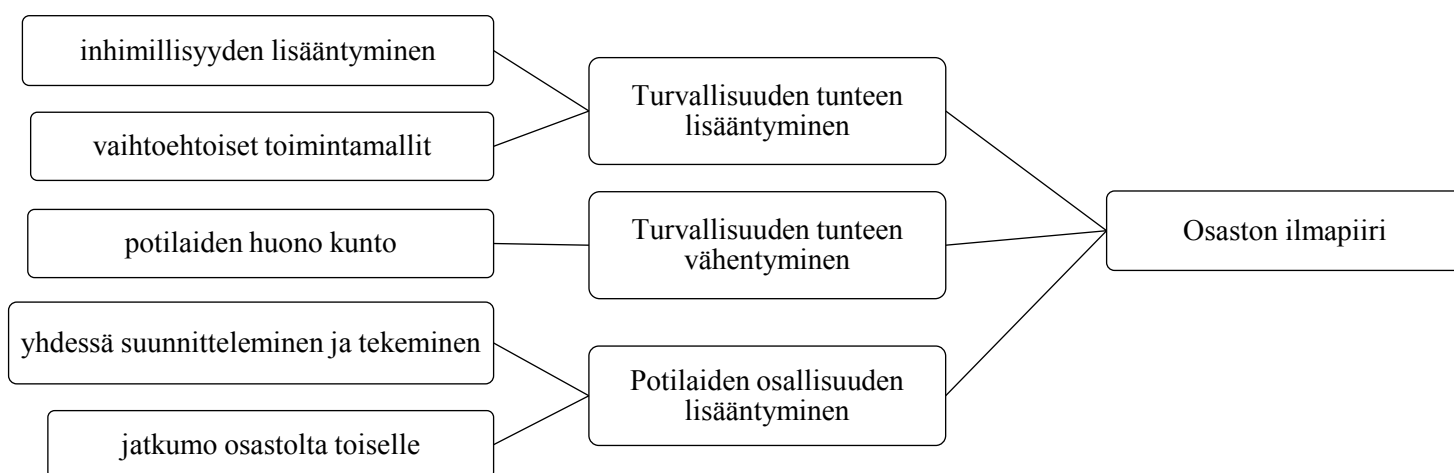 inhimillisyyden lisääntyminen
vaihtoehtoiset toimintamallit
potilaiden huono kunto
yhdessä suunnitteleminen ja tekeminen
jatkumo osastolta toiselle
Turvallisuuden tunteen
lisääntyminen
Turvallisuuden tunteen
vähentyminen
Potilaiden osallisuuden
lisääntyminen
Osaston ilmapiiri